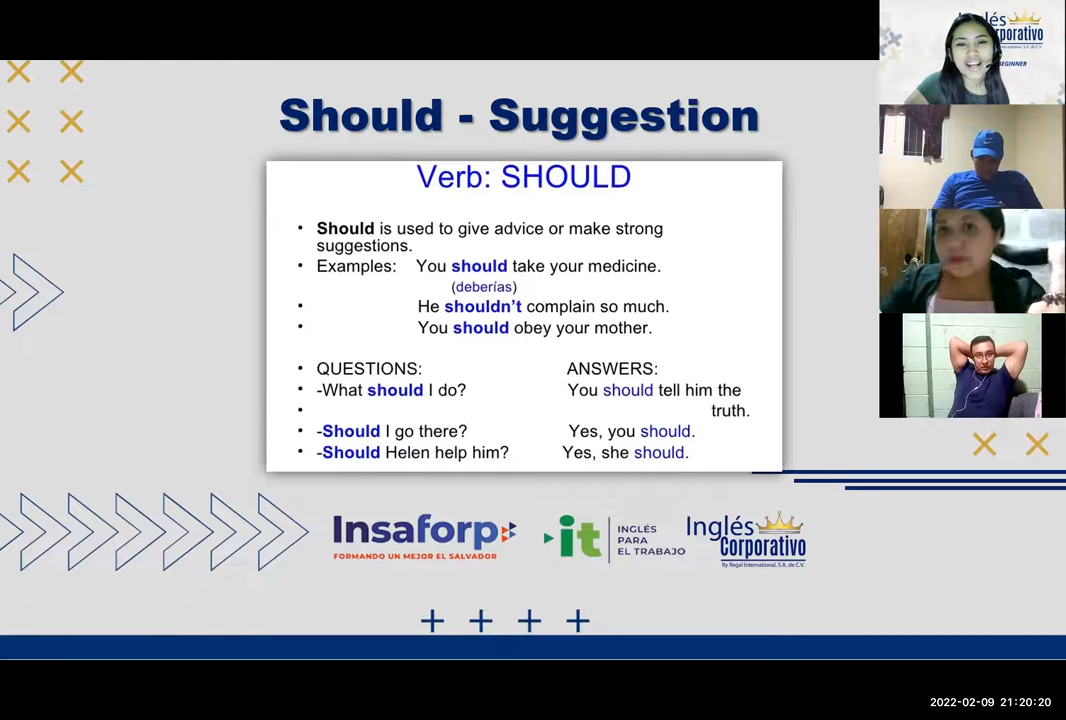 Inglés
Corporativo
BEGINNER
Should - Suggestion
Verb: SHOULD
• Should is used to give advice or make strong
suggestions.
• Examples: You should take your medicine.
(deberías)
• He shouldn't complain so much.
• You should obey your mother.
• QUESTIONS: ANSWERS:
• -What should I do? You should tell him the
• truth.
• -Should I go there? Yes, you should.
• -Should Helen help him? Yes, she should.
Insaforp
FORMANDO UN MEJOR EL SALVADOR
it
INGLÉS
PARA
EL TRABAJO
Inglés
Corporativo
By Regal International, S.A. de C.V.
2022-02-09 21:20:20